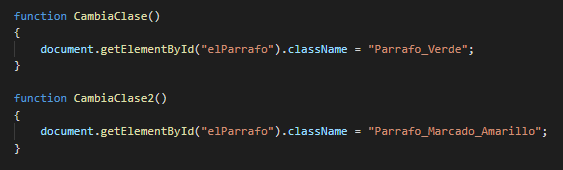 function CambiaClase()
{
    document.getElementById("elParrafo").className = "Parrafo_Verde";
}
function CambiaClase2()
{
    document.getElementById("elParrafo").className = "Parrafo_Marcado_Amarillo";
}